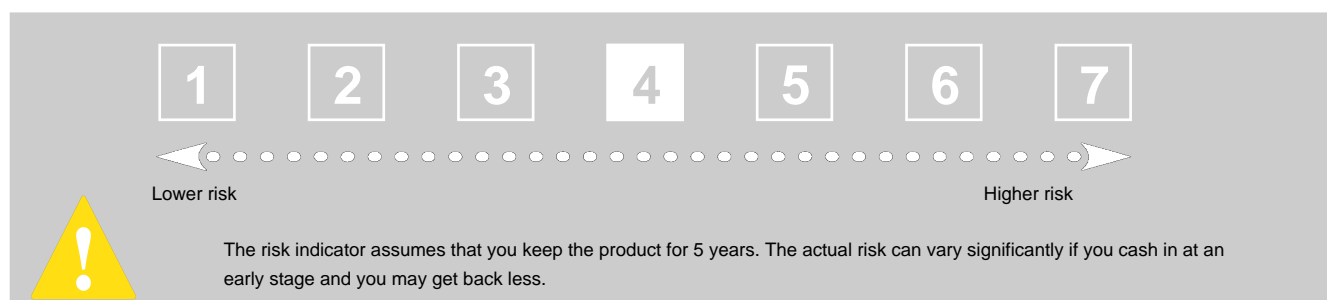 1 2 3 4 5 6 7
Lower risk Higher risk
The risk indicator assumes that you keep the product for 5 years. The actual risk can vary significantly if you cash in at an
early stage and you may get back less.